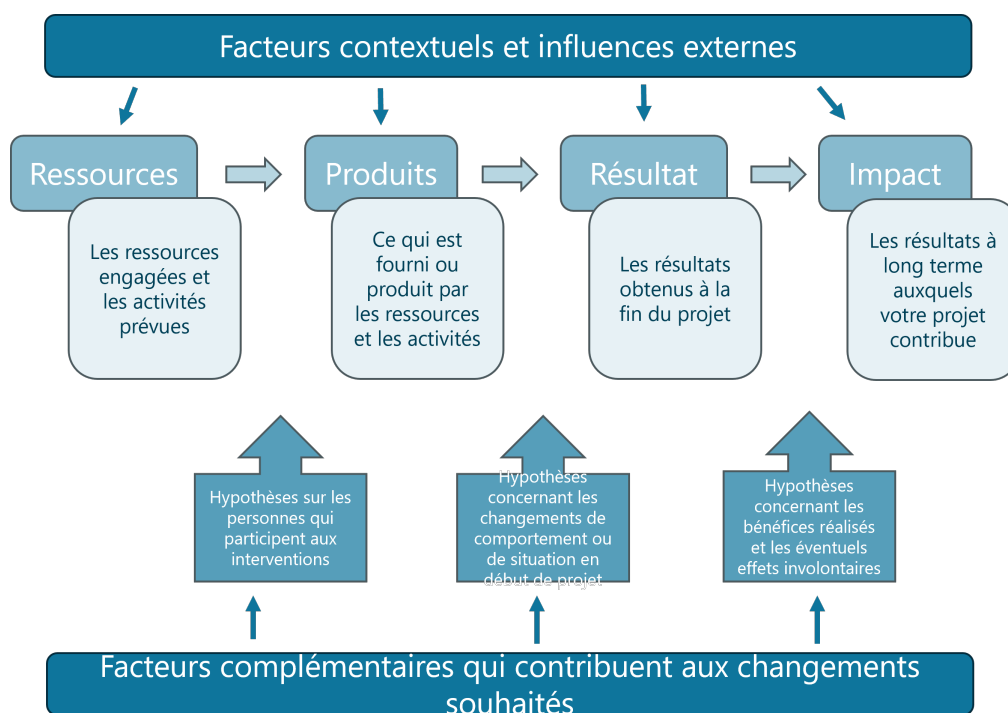 Facteurs contextuels et influences externes
Ressources
Produits
Résultat
Impact
Les ressources
engagées et
les activités
prévues
Ce qui est
fourni ou
produit par
les ressources
et les activités
Les résultats
obtenus à la
fin du projet
Les résultats à
long terme
auxquels
votre projet
contribue
Hypothèses sur les
personnes qui
participent aux
interventions
Hypothèses
concernant les
changements de
comportement ou
de situation en
début de projet
Hypothèses
concernant les
bénéfices réalisés
et les éventuels
effets involontaires
Facteurs complémentaires qui contribuent aux changements
souhaités